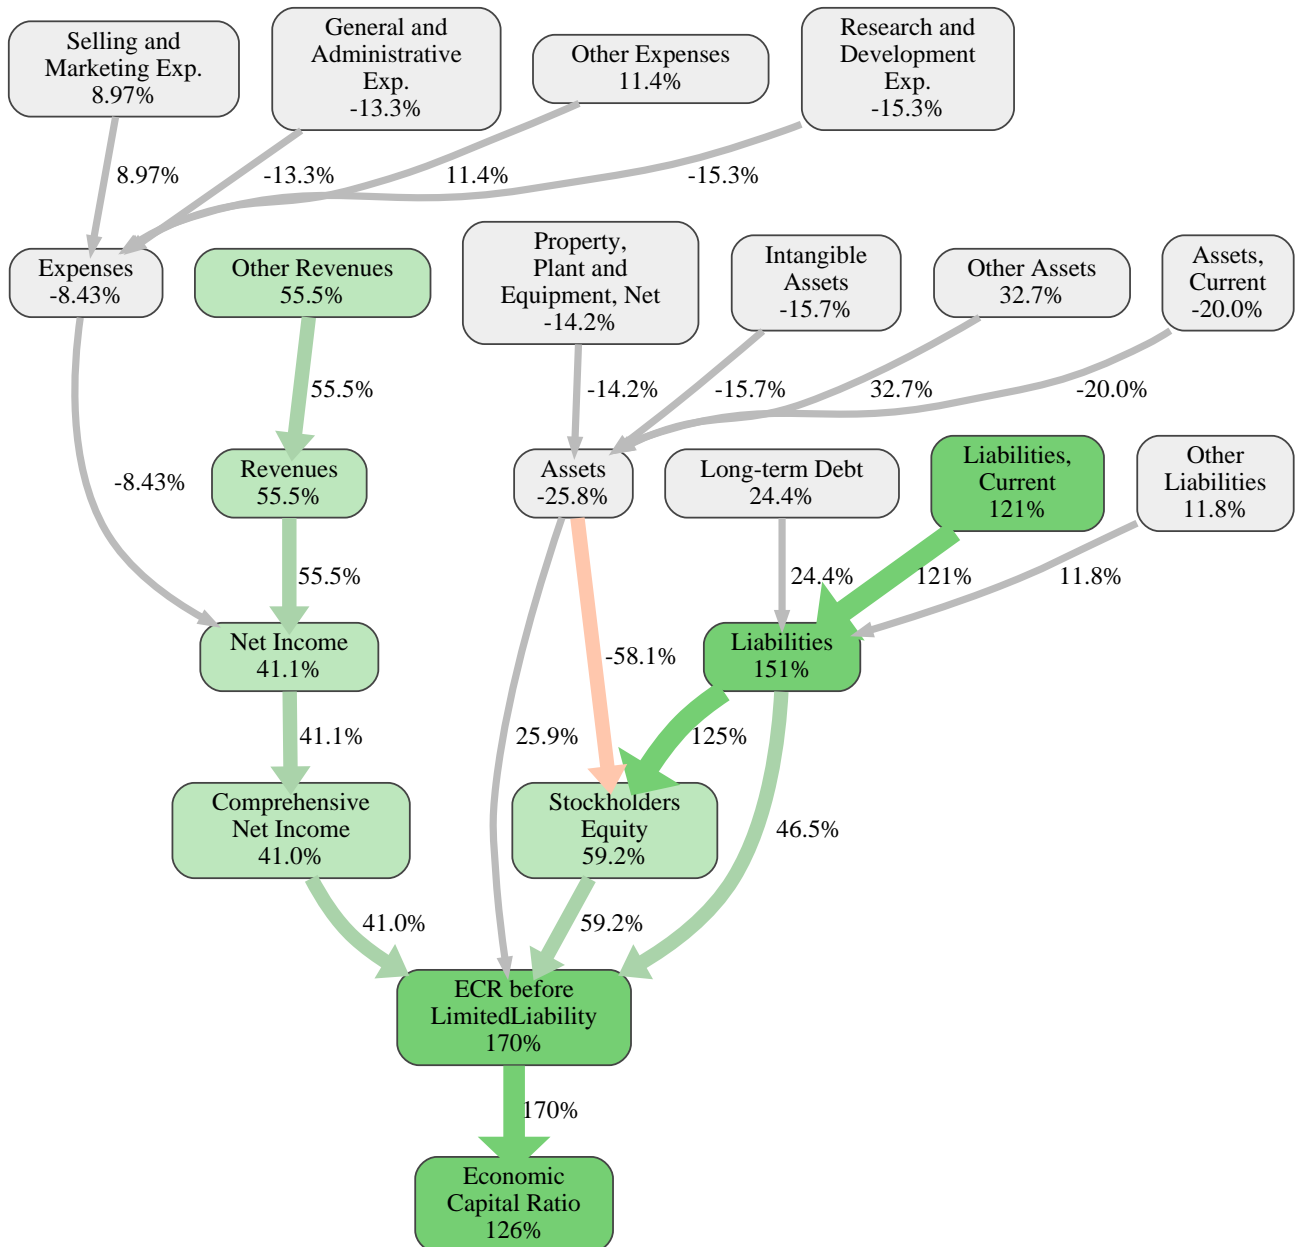 Selling and
Marketing Exp.
8.97%
General and
Administrative
Exp.
-13.3%
Other Expenses
11.4%
Research and
Development
Exp.
-15.3%
8.97%
-13.3%
11.4%
-15.3%
Expenses
-8.43%
Other Revenues
55.5%
Property,
Plant and
Equipment, Net
-14.2%
Intangible
Assets
-15.7%
Other Assets
32.7%
Assets,
Current
-20.0%
55.5%
-14.2%
-15.7%
32.7%
-20.0%
-8.43%
Revenues
55.5%
Assets
-25.8%
Long-term Debt
24.4%
Liabilities,
Current
121%
Other
Liabilities
11.8%
55.5%
24.4%
121%
11.8%
Net Income
41.1%
-58.1%
Liabilities
151%
41.1%
25.9%
125%
Comprehensive
Net Income
41.0%
Stockholders
Equity
59.2%
46.5%
41.0%
59.2%
ECR before
LimitedLiability
170%
170%
Economic
Capital Ratio
126%